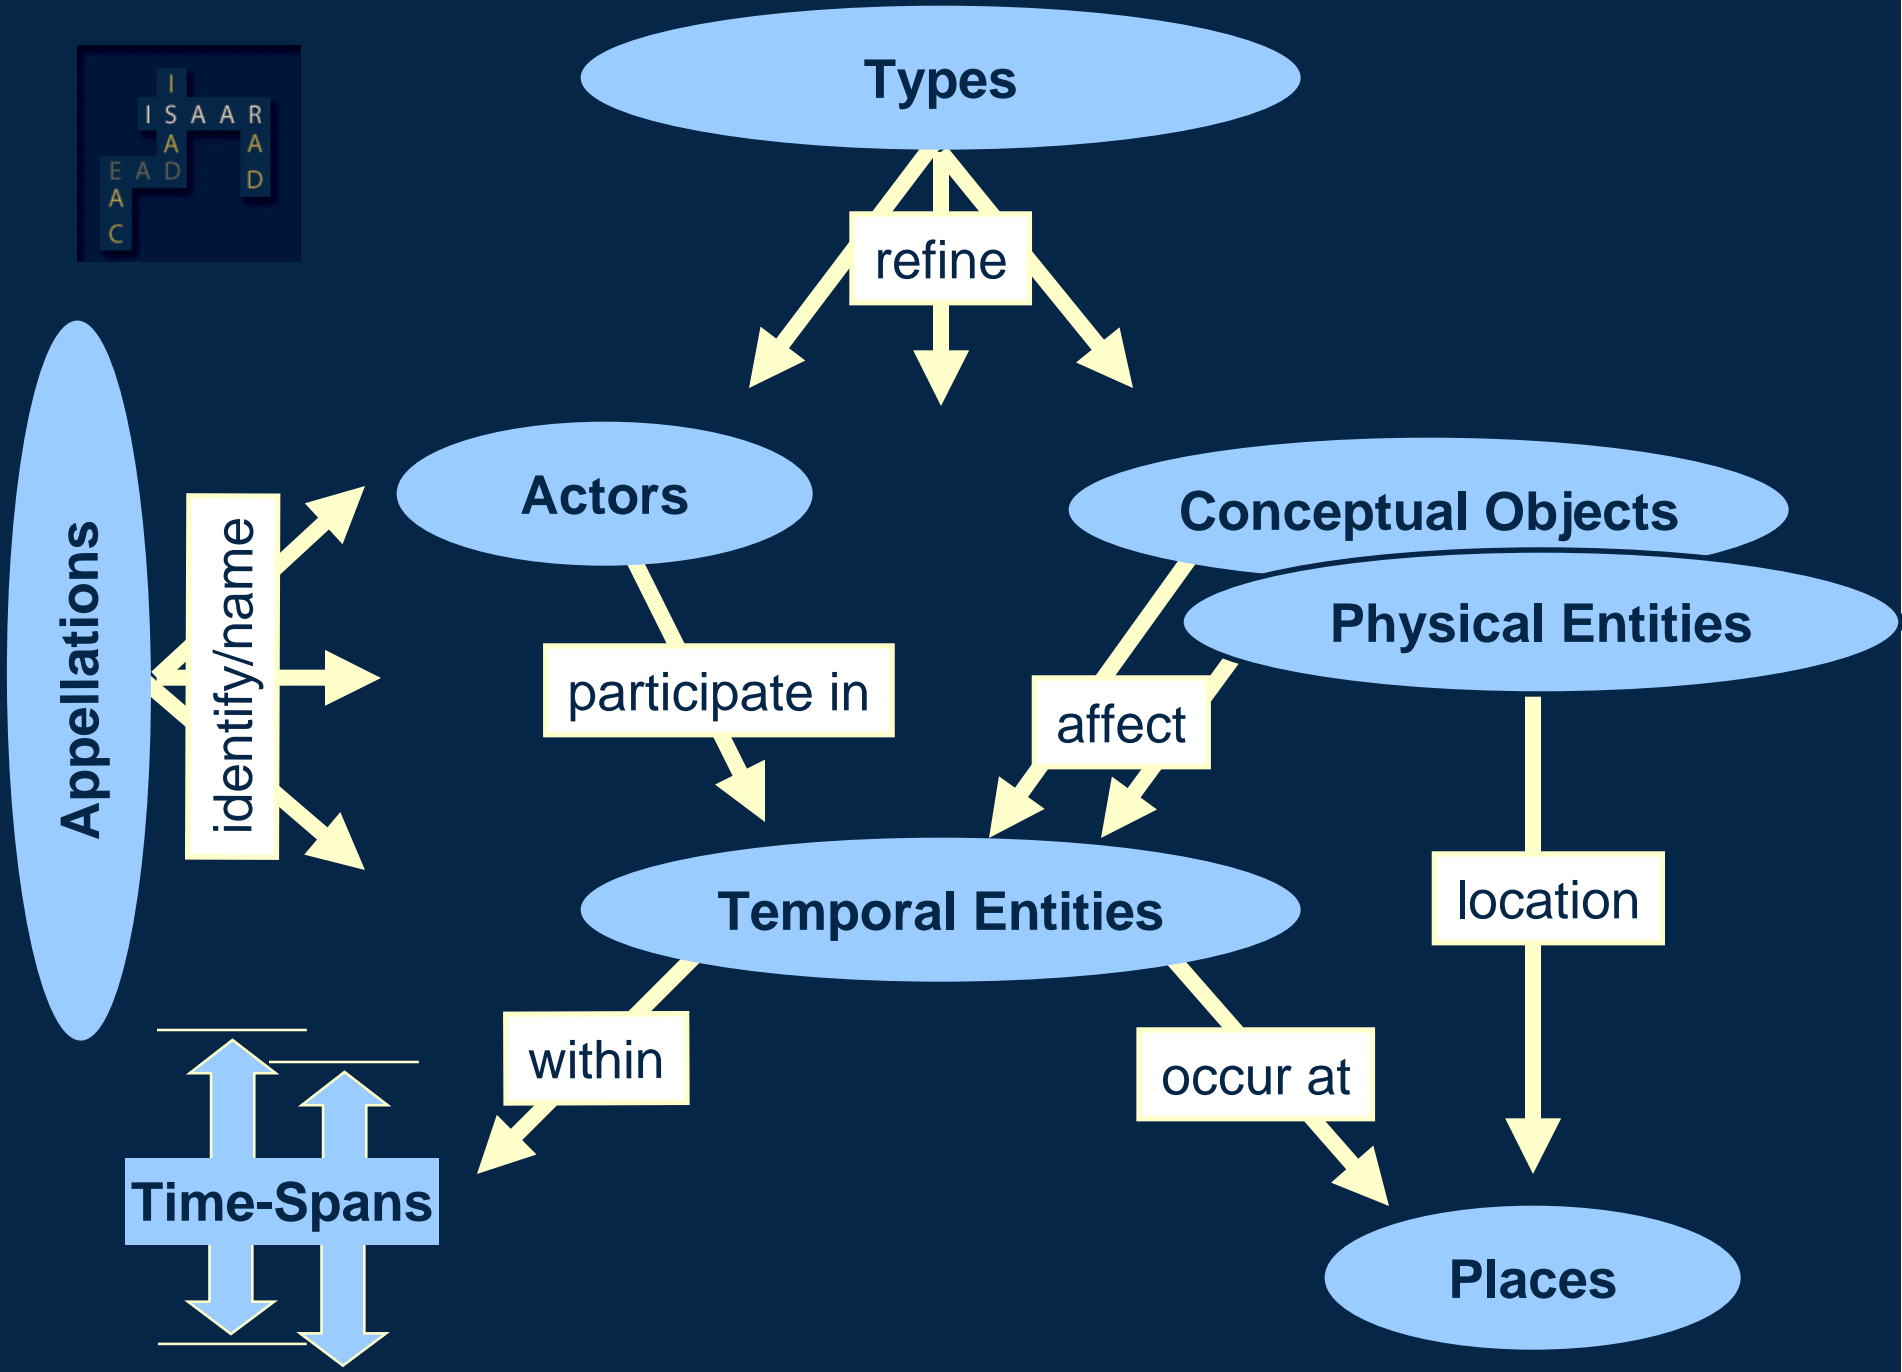 Types
I
ISAAR
A A
EAD D
A
C
refine
Actors
Conceptual Objects
Physical Entities
Appellations
identify/name
participate in
affect
location
Temporal Entities
within
occur at
Time-Spans
Places